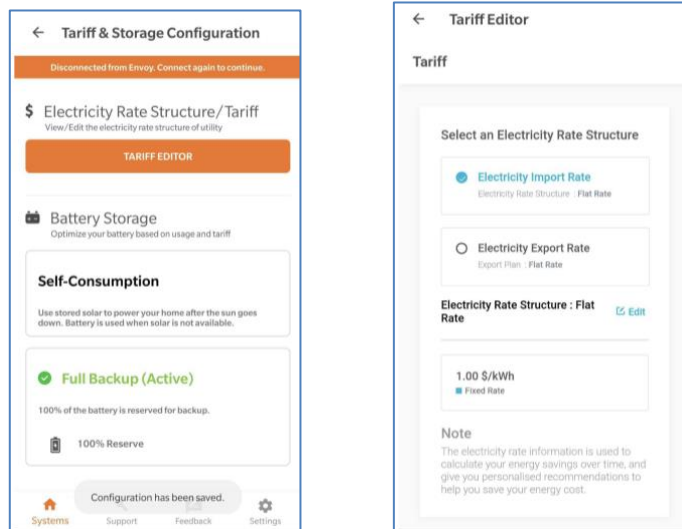 Tariff & Storage Configuration
Disconnected from Envoy. Connect again to continue.
$ Electricity Rate Structure/Tariff
View/Edit the electricity rate structure of utility
TARIFF EDITOR
Battery Storage
Optimize your battery based on usage and tariff
Self-Consumption
Use stored solar to power your home after the sun goes
down. Battery is used when solar is not available.
Full Backup (Active)
100% of the battery is reserved for backup.
100% Reserve
Configuration has been saved.
Systems Support Feedback Settings
Tariff Editor
Tariff
Select an Electricity Rate Structure
Electricity Import Rate
Electricity Rate Structure : Flat Rate
Electricity Export Rate
Export Plan : Flat Rate
Electricity Rate Structure : Flat
Rate
Edit
1.00 $/kWh
Fixed Rate
Note
The electricity rate information is used to
calculate your energy savings over time, and
give you personalised recommendations to
help you save your energy cost.